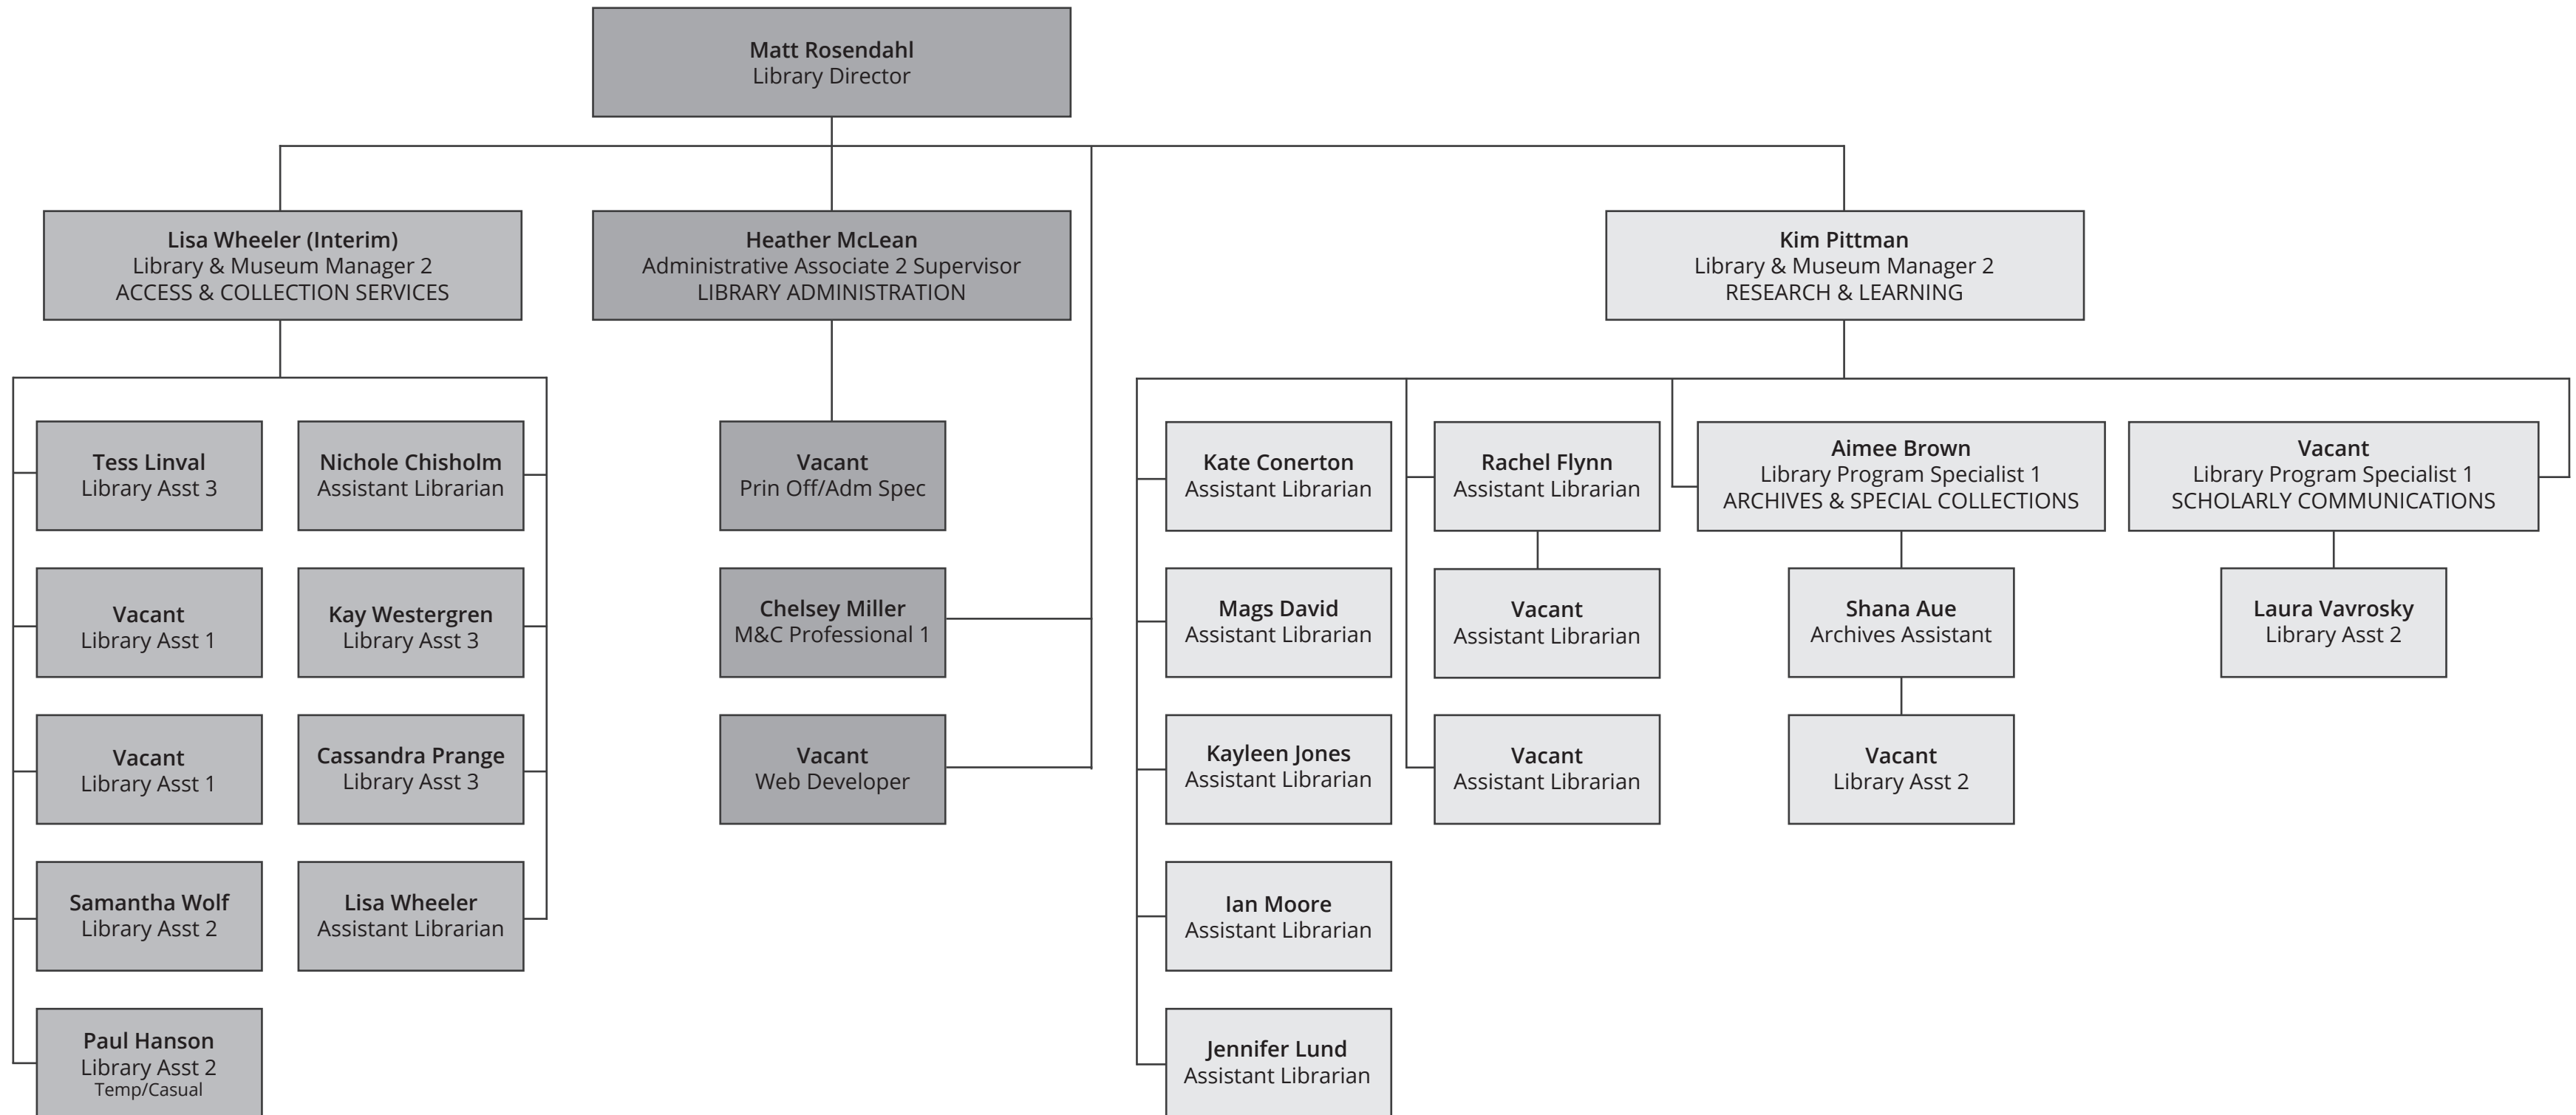 Matt Rosendahl
Library Director
Lisa Wheeler (Interim)
Library & Museum Manager 2
ACCESS & COLLECTION SERVICES
Heather McLean
Administrative Associate 2 Supervisor
LIBRARY ADMINISTRATION
Kim Pittman
Library & Museum Manager 2
RESEARCH & LEARNING
Tess Linval
Library Asst 3
Vacant
Library Asst 1
Vacant
Library Asst 1
Samantha Wolf
Library Asst 2
Paul Hanson
Library Asst 2
Temp/Casual
Nichole Chisholm
Assistant Librarian
Kay Westergren
Library Asst 3
Cassandra Prange
Library Asst 3
Lisa Wheeler
Assistant Librarian
Vacant
Prin Off/Adm Spec
Chelsey Miller
M&C Professional 1
Vacant
Web Developer
Kate Conerton
Assistant Librarian
Mags David
Assistant Librarian
Kayleen Jones
Assistant Librarian
Ian Moore
Assistant Librarian
Jennifer Lund
Assistant Librarian
Rachel Flynn
Assistant Librarian
Vacant
Assistant Librarian
Vacant
Assistant Librarian
Aimee Brown
Library Program Specialist 1
ARCHIVES & SPECIAL COLLECTIONS
Shana Aue
Archives Assistant
Vacant
Library Asst 2
Vacant
Library Program Specialist 1
SCHOLARLY COMMUNICATIONS
Laura Vavrosky
Library Asst 2